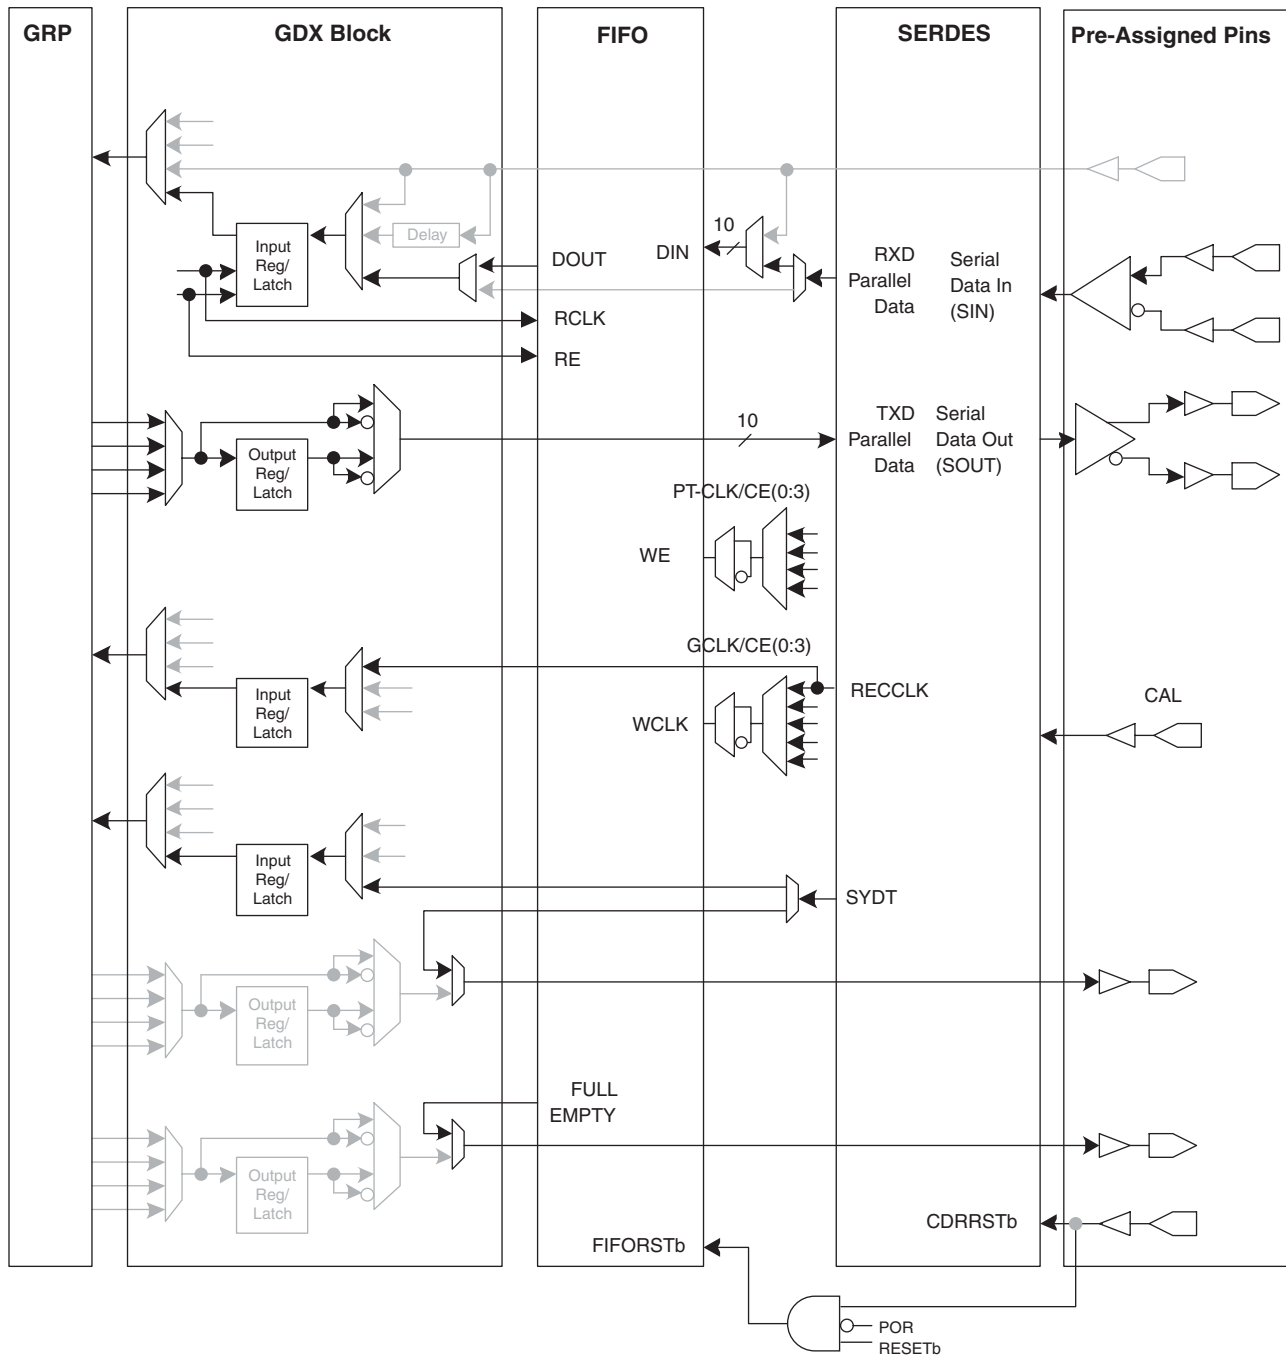 GRP
GDX Block
FIFO
SERDES
Pre-Assigned Pins
Delay
Input
Reg/
Latch
DOUT
DIN
10
RXD
Parallel
Data
Serial
Data In
(SIN)
RCLK
RE
Output
Reg/
Latch
10
TXD
Parallel
Data
Serial
Data Out
(SOUT)
PT-CLK/CE(0:3)
WE
GCLK/CE(0:3)
Input
Reg/
Latch
WCLK
RECCLK
CAL
Input
Reg/
Latch
SYDT
Output
Reg/
Latch
FULL
EMPTY
Output
Reg/
Latch
CDRRSTb
FIFORSTb
POR
RESETb